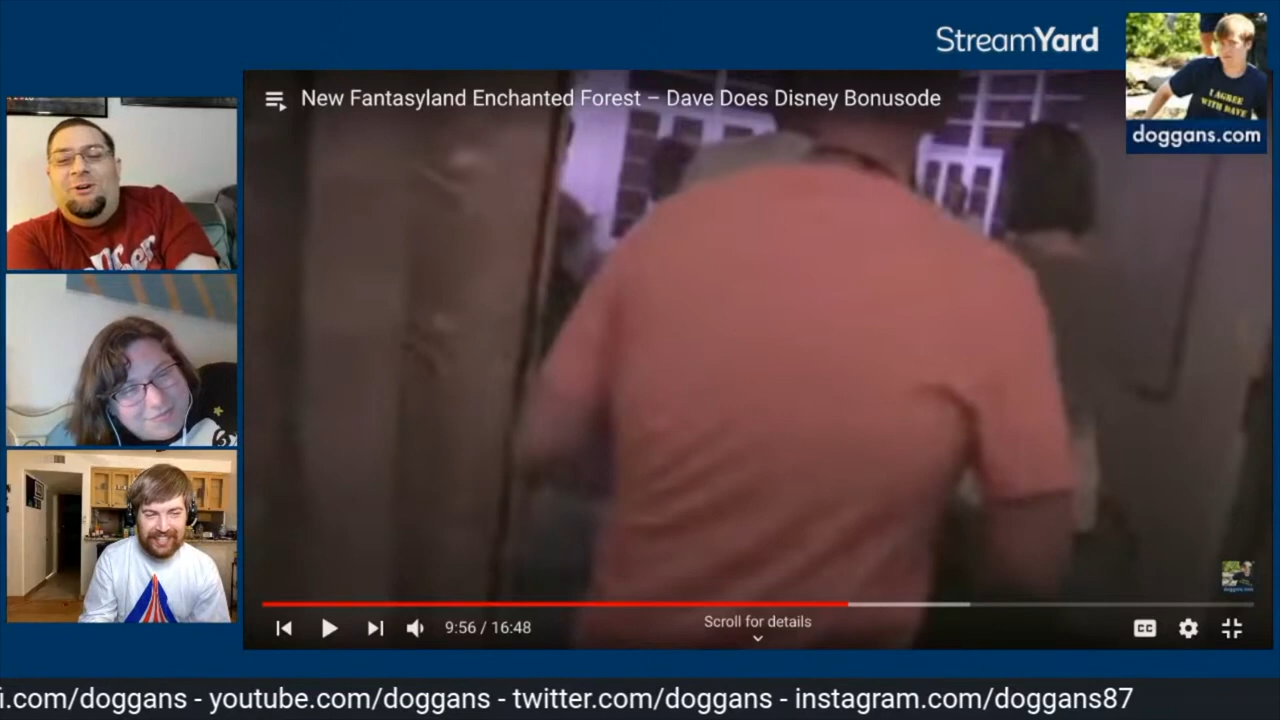 StreamYard
I AGREE
WITH DAVE
doggans.com
New Fantasyland Enchanted Forest – Dave Does Disney Bonusode
9:56 / 16:48
Scroll for details
CC
i.com/doggans - youtube.com/doggans - twitter.com/doggans - instagram.com/doggans87